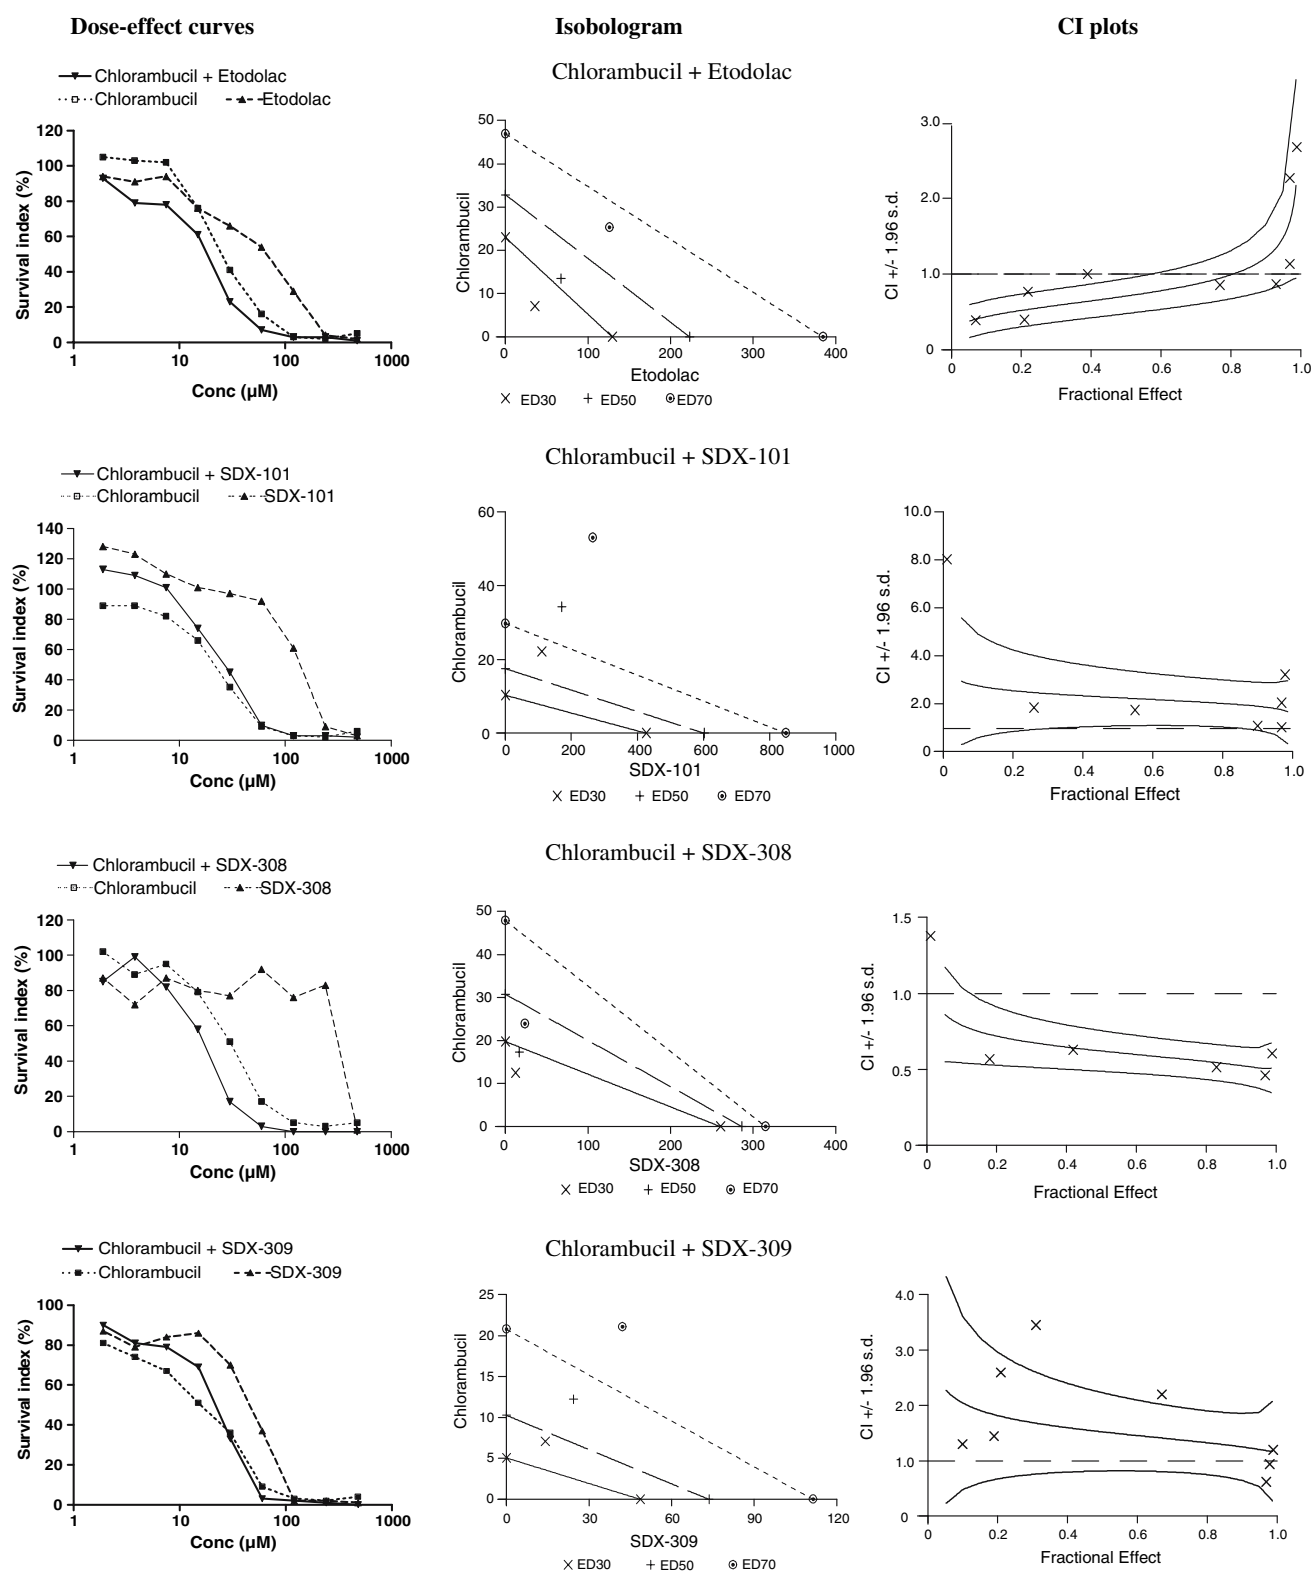 Dose-effect curves
Isobologram
CI plots
Chlorambucil + Etodolac
Chlorambucil + Etodolac
Chlorambucil
Etodolac
120
100
80
60
40
20
0
1
10
100
1000
Survival index (%)
Conc (µM)
50
40
30
20
10
0
0
100
200
300
400
Chlorambucil
Etodolac
ED30
ED50
ED70
3.0
2.0
1.0
0
0
0.2
0.4
0.6
0.8
1.0
CI +/- 1.96 s.d.
Fractional Effect
Chlorambucil + SDX-101
Chlorambucil + SDX-101
Chlorambucil
SDX-101
140
120
100
80
60
40
20
0
1
10
100
1000
Survival index (%)
Conc (µM)
60
40
20
0
0
200
400
600
800
1000
Chlorambucil
SDX-101
ED30
ED50
ED70
10.0
8.0
6.0
4.0
2.0
0
0
0.2
0.4
0.6
0.8
1.0
CI +/- 1.96 s.d.
Fractional Effect
Chlorambucil + SDX-308
Chlorambucil + SDX-308
Chlorambucil
SDX-308
120
100
80
60
40
20
0
1
10
100
1000
Survival index (%)
Conc (µM)
50
40
30
20
10
0
0
100
200
300
400
Chlorambucil
SDX-308
ED30
ED50
ED70
1.5
1.0
0.5
0
0
0.2
0.4
0.6
0.8
1.0
CI +/- 1.96 s.d.
Fractional Effect
Chlorambucil + SDX-309
Chlorambucil + SDX-309
Chlorambucil
SDX-309
100
80
60
40
20
0
1
10
100
1000
Survival index (%)
Conc (µM)
25
20
15
10
5
0
0
30
60
90
120
Chlorambucil
SDX-309
ED30
ED50
ED70
4.0
3.0
2.0
1.0
0
0
0.2
0.4
0.6
0.8
1.0
CI +/- 1.96 s.d.
Fractional Effect